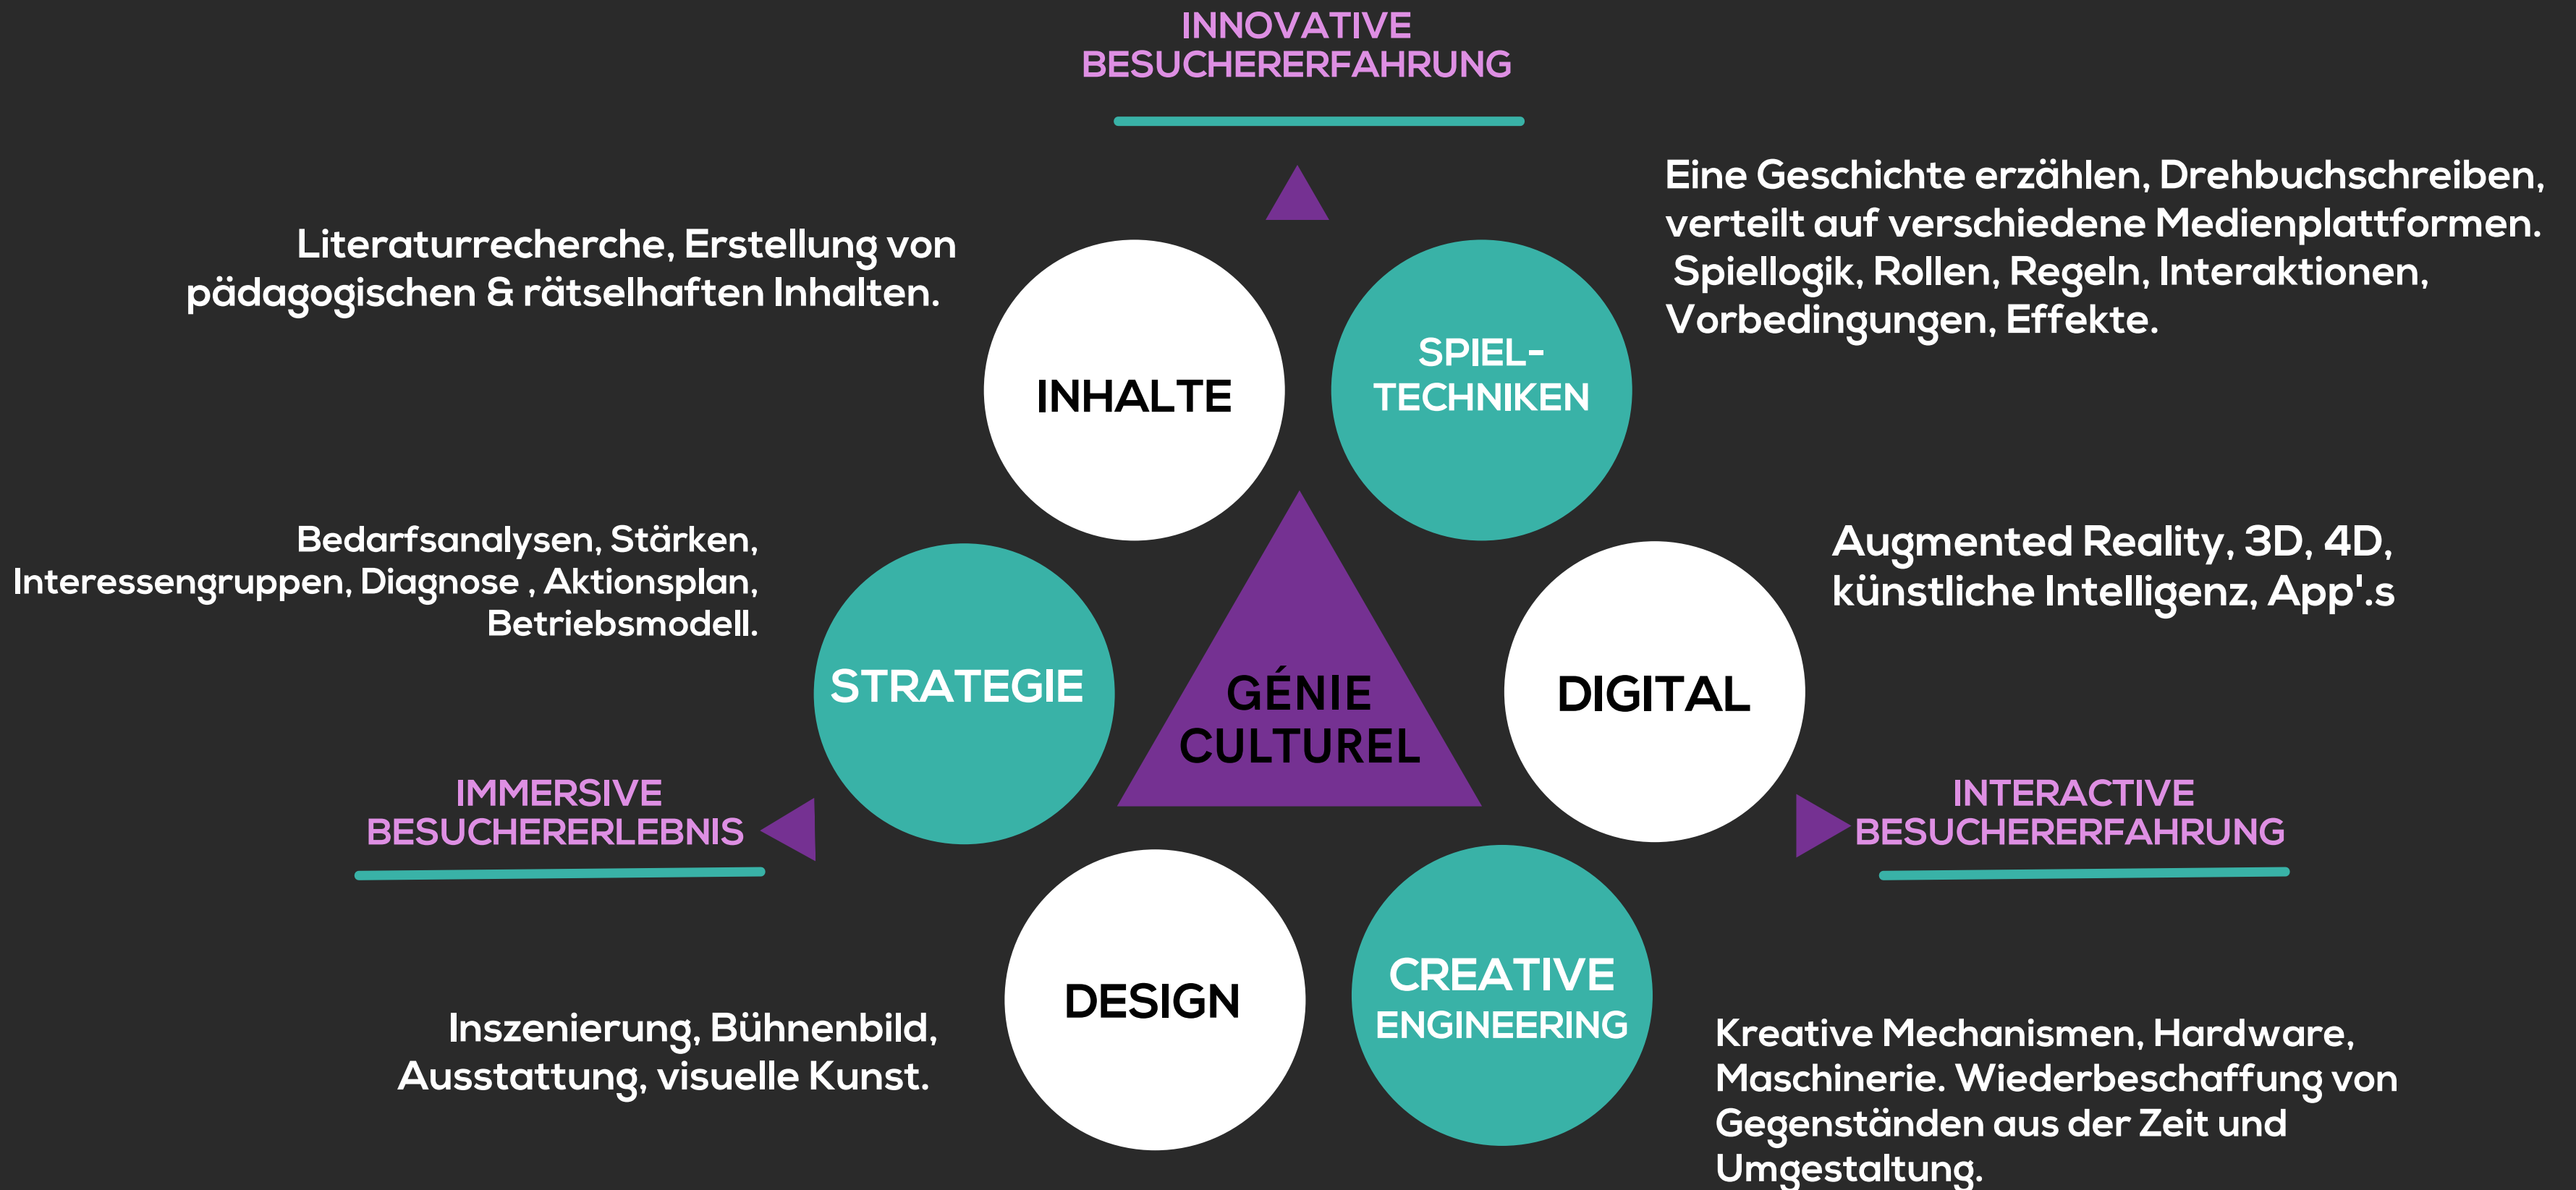 INNOVATIVE
BESUCHERERFAHRUNG
Eine Geschichte erzählen, Drehbuchschreiben,
verteilt auf verschiedene Medienplattformen.
Spiellogik, Rollen, Regeln, Interaktionen,
Vorbedingungen, Effekte.
Literaturrecherche, Erstellung von
pädagogischen & rätselhaften Inhalten.
INHALTE
SPIEL-
TECHNIKEN
Bedarfsanalysen, Stärken,
Interessengruppen, Diagnose , Aktionsplan,
Betriebsmodell.
STRATEGIE
GÉNIE
CULTUREL
DIGITAL
Augmented Reality, 3D, 4D,
künstliche Intelligenz, App'.s
IMMERSIVE
BESUCHERERLEBNIS
INTERACTIVE
BESUCHERERFAHRUNG
DESIGN
CREATIVE
ENGINEERING
Inszenierung, Bühnenbild,
Ausstattung, visuelle Kunst.
Kreative Mechanismen, Hardware,
Maschinerie. Wiederbeschaffung von
Gegenständen aus der Zeit und
Umgestaltung.